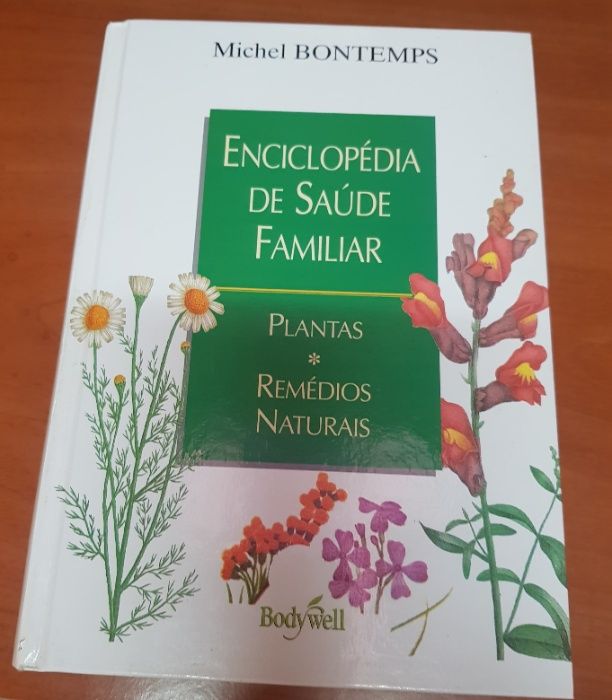 Michel BONTEMPS
ENCICLOPÉDIA
DE SAÚDE
FAMILIAR
PLANTAS
*
REMÉDIOS
NATURAIS
Bodywell